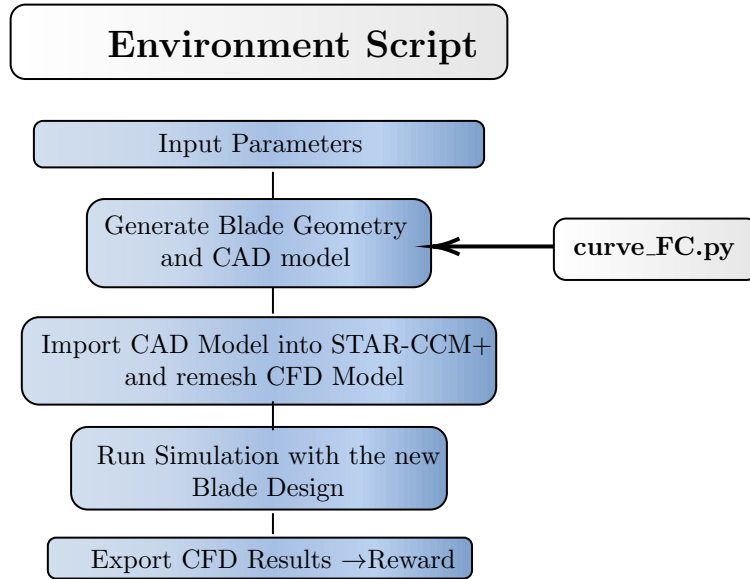 Environment Script
Input Parameters
Generate Blade Geometry
and CAD model
curve_FC.py
Import CAD Model into STAR-CCM+
and remesh CFD Model
Run Simulation with the new
Blade Design
Export CFD Results →Reward